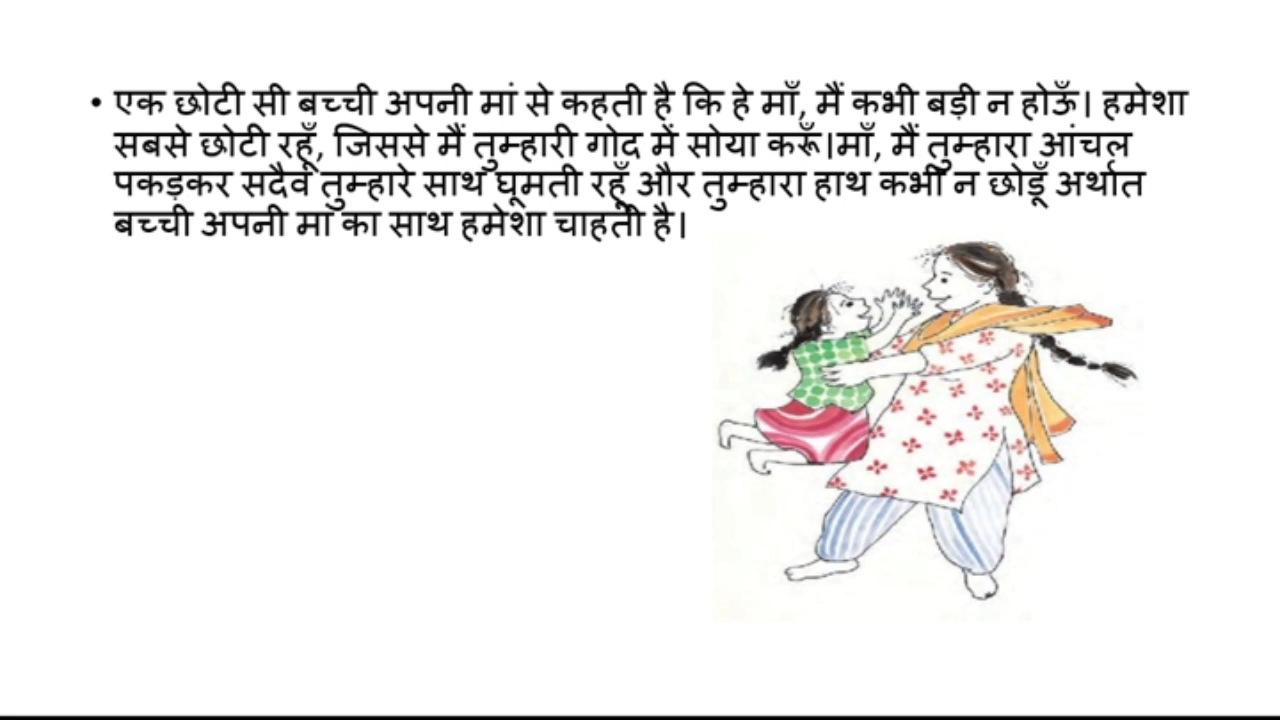 • एक छोटी सी बच्ची अपनी मां से कहती है कि हे माँ, मैं कभी बड़ी न होऊँ। हमेशा
सबसे छोटी रहूँ, जिससे मैं तुम्हारी गोद में सोया करूँ।माँ, मैं तुम्हारा आंचल
पकड़कर सदैव तुम्हारे साथ घूमती रहूँ और तुम्हारा हाथ कभी न छोडूँ अर्थात
बच्ची अपनी मां का साथ हमेशा चाहती है।